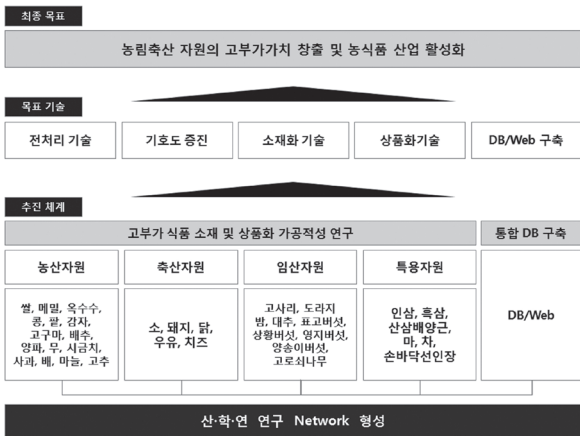 최종 목표
농림축산 자원의 고부가가치 창출 및 농식품 산업 활성화
목표 기술
전처리 기술
기호도 증진
소재화 기술
상품화기술
DB/Web 구축
추진 체계
고부가 식품 소재 및 상품화 가공적성 연구
통합 DB 구축
농산자원
축산자원
임산자원
특용자원
쌀, 메밀, 옥수수,
콩, 팥, 감자,
고구마, 배추,
양파, 무, 시금치,
사과, 배, 마늘, 고추
소, 돼지, 닭,
우유, 치즈
고사리, 도라지
밤, 대추, 표고버섯,
상황버섯, 영지버섯,
양송이버섯,
고로쇠나무
인삼, 흑삼,
산삼배양근,
마, 차,
손바닥선인장
DB/Web
산·학·연 연구 Network 형성